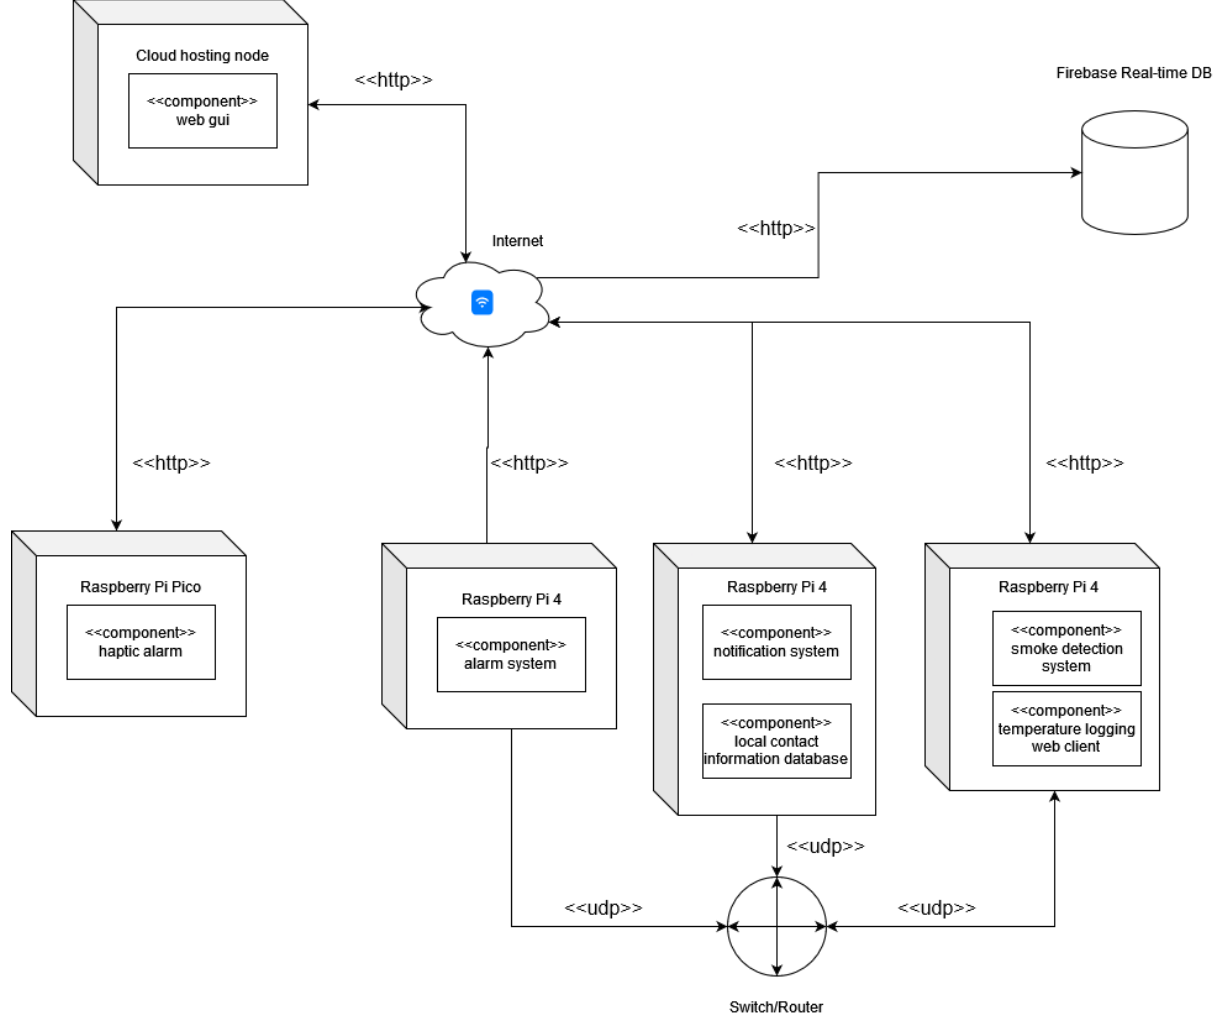 Cloud hosting node
<<component>>
web gui
<<http>>
Firebase Real-time DB
<<http>>
Internet
<<http>>
<<http>>
<<http>>
<<http>>
Raspberry Pi Pico
<<component>>
haptic alarm
Raspberry Pi 4
<<component>>
alarm system
Raspberry Pi 4
<<component>>
notification system
<<component>>
local contact
information database
Raspberry Pi 4
<<component>>
smoke detection
system
<<component>>
temperature logging
web client
<<udp>>
<<udp>>
<<udp>>
Switch/Router